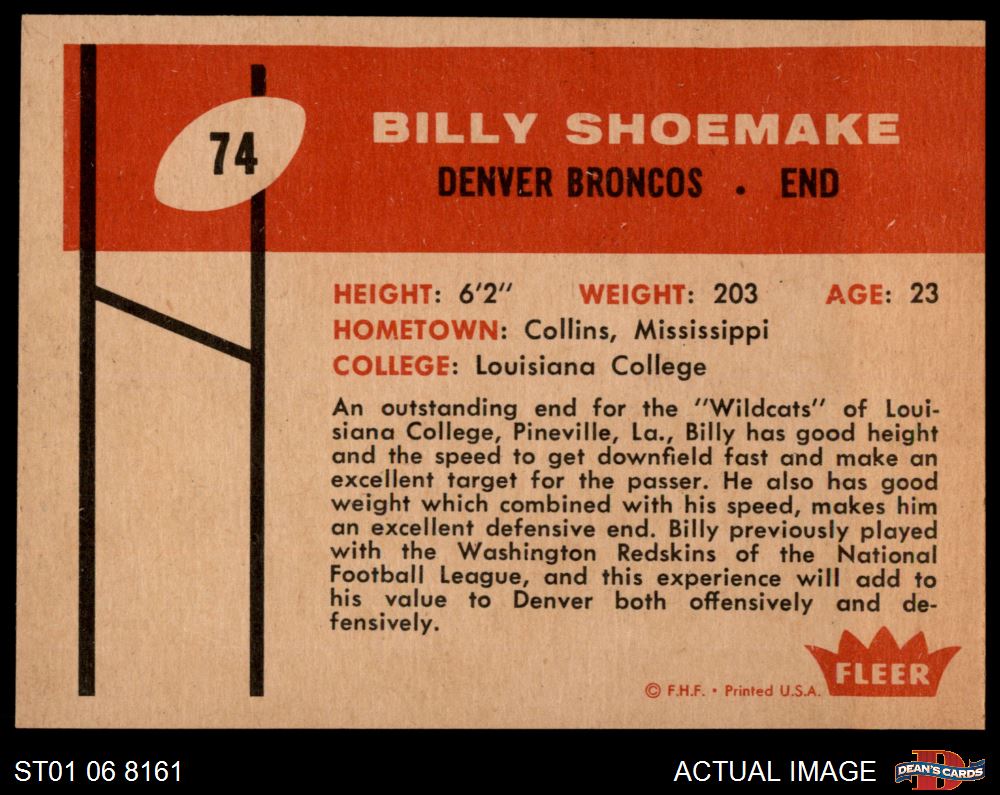 74
BILLY SHOEMAKE
DENVER BRONCOS . END
HEIGHT: 6'2" WEIGHT: 203 AGE: 23
HOMETOWN: Collins, Mississippi
COLLEGE: Louisiana College
An outstanding end for the "Wildcats" of Loui-
siana College, Pineville, La., Billy has good height
and the speed to get downfield fast and make an
excellent target for the passer. He also has good
weight which combined with his speed, makes him
an excellent defensive end. Billy previously played
with the Washington Redskins of the National
Football League, and this experience will add to
his value to Denver both offensively and de-
fensively.
FLEER
© F.H.F. • Printed U.S.A.
ST01 06 8161
ACTUAL IMAGE
D
DEAN'S CARDS